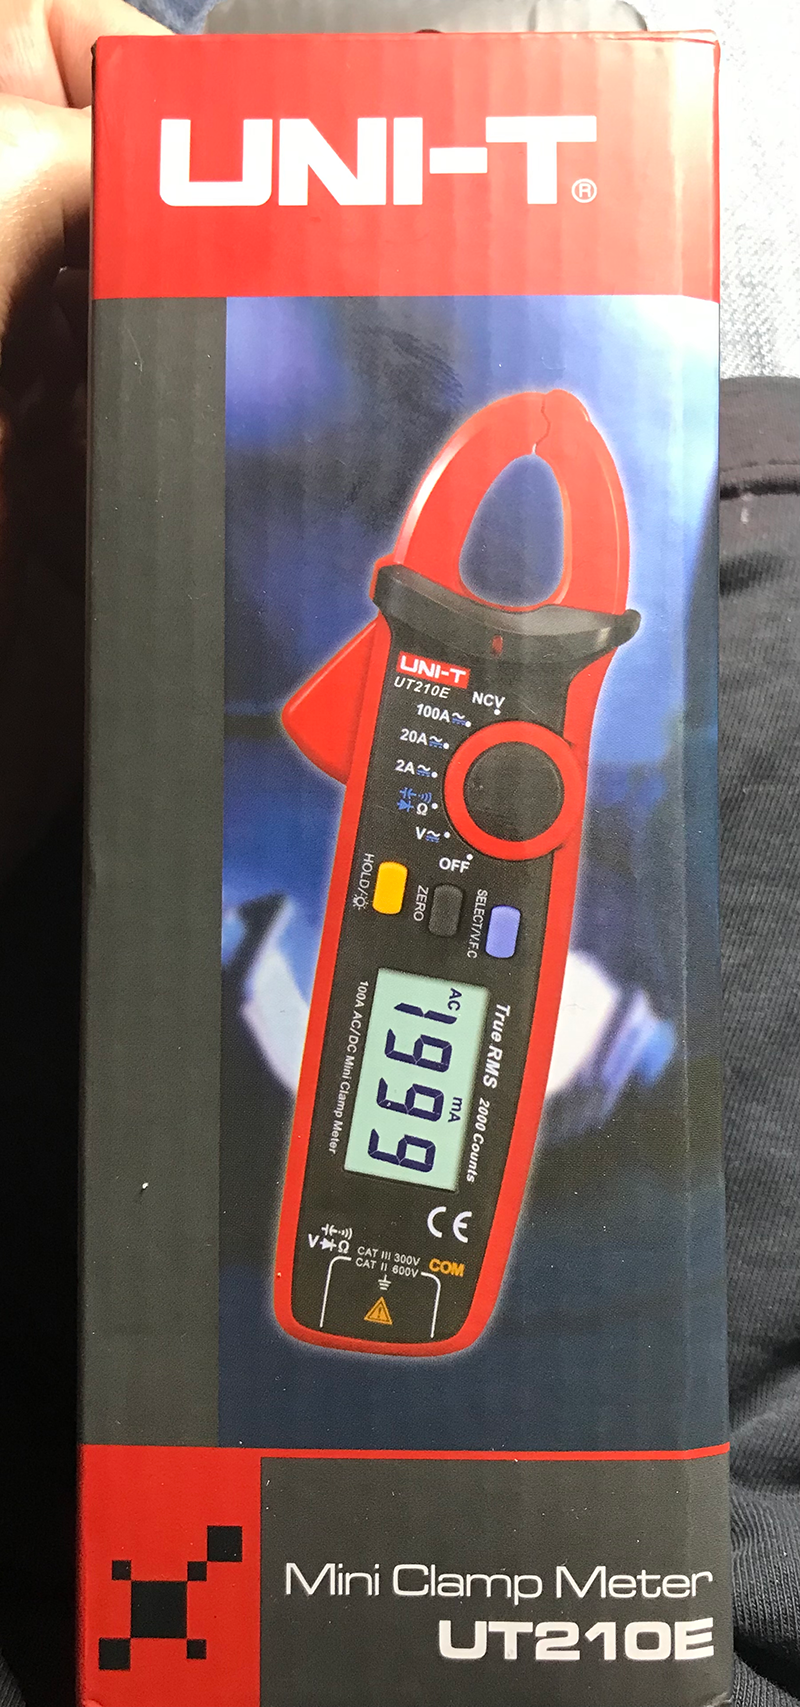 UNI-T®
UNI-T
UT210E
NCV
100A
20A
2A
Ω
V
OFF
HOLD/
ZERO
SELECT/V.F.C
True RMS 2000 Counts
AC
mA
1999
100A AC/DC Mini Clamp Meter
CE
V Ω
CAT III 300V
CAT II 600V
COM
Mini Clamp Meter
UT210E